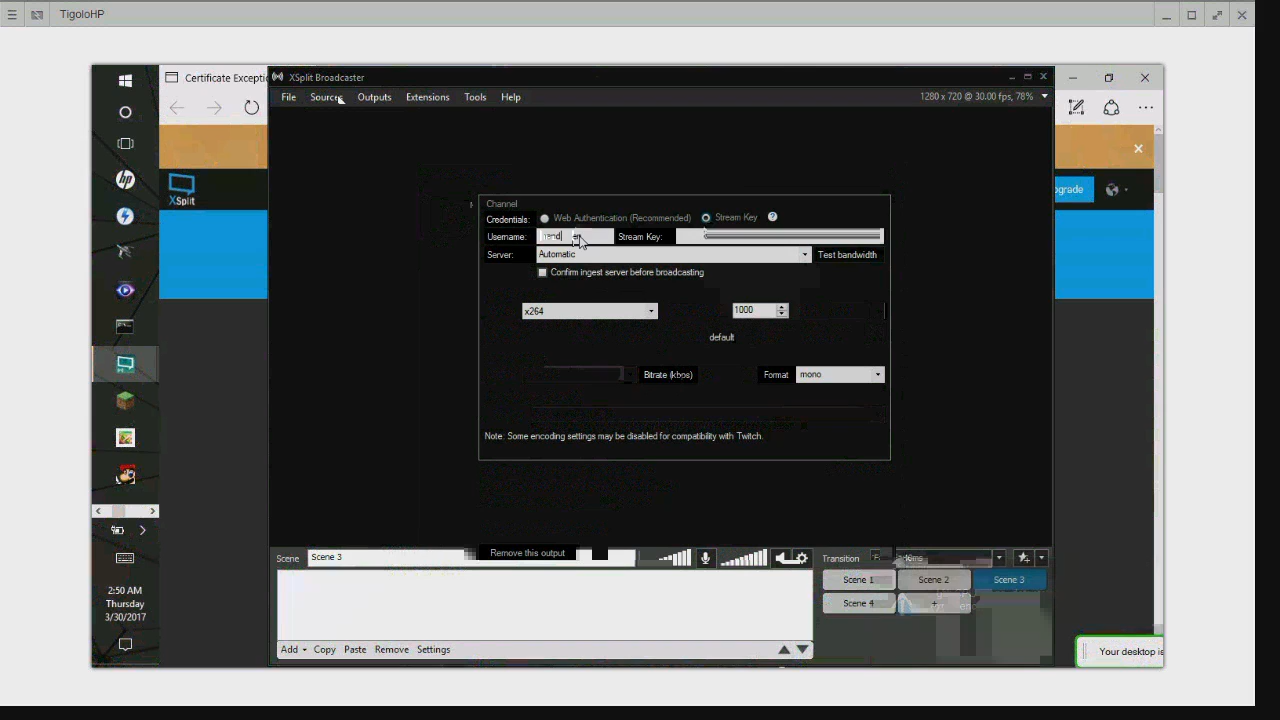 TigoloHP
Certificate Excepti
XSplit Broadcaster
File Sources Outputs Extensions Tools Help
1280 x 720 @ 30.00 fps, 78%
hp
XSplit
pgrade
Channel
Credentials: Web Authentication (Recommended) Stream Key ?
Username: Stream Key:
Server: Automatic Test bandwidth
Confirm ingest server before broadcasting
x264 1000
default
Bitrate (kbps) Format mono
Note: Some encoding settings may be disabled for compatibility with Twitch.
Remove this output
Scene Scene 3 Transition
Scene 1 Scene 2 Scene 3
Scene 4 +
Add Copy Paste Remove Settings
2:50 AM
Thursday
3/30/2017
Your desktop is